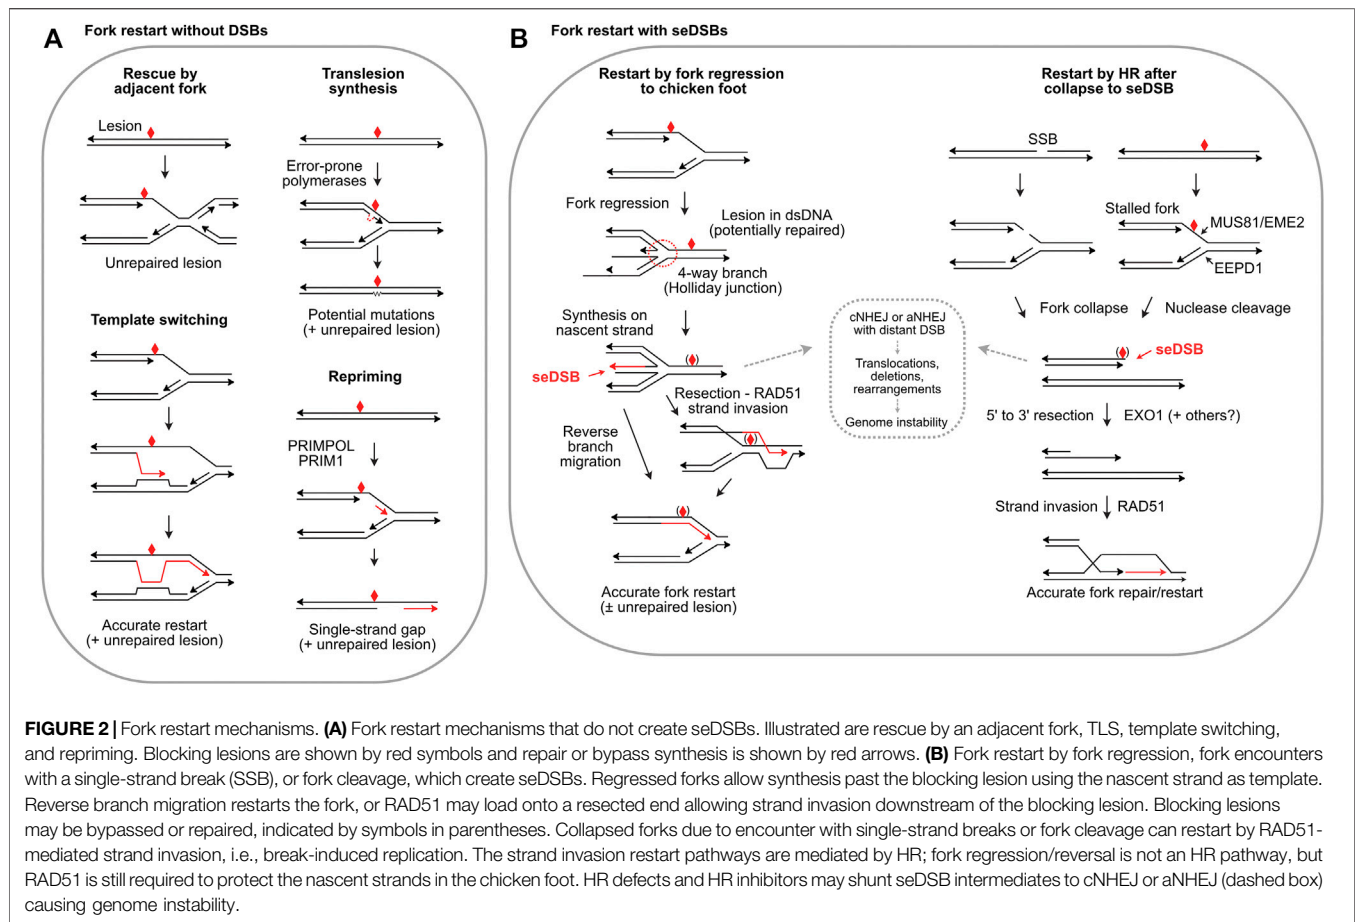 A
Fork restart without DSBs
Rescue by
adjacent fork
Lesion
Unrepaired lesion
Template switching
Accurate restart
(+ unrepaired lesion)
Translesion
synthesis
Error-prone
polymerases
Potential mutations
(+ unrepaired lesion)
Repriming
PRIMPOL
PRIM1
Single-strand gap
(+ unrepaired lesion)
B
Fork restart with seDSBs
Restart by fork regression
to chicken foot
Fork regression
Lesion in dsDNA
(potentially repaired)
4-way branch
(Holliday junction)
Synthesis on
nascent strand
seDSB
Resection - RAD51
strand invasion
Reverse
branch
migration
Accurate fork restart
(± unrepaired lesion)
cNHEJ or aNHEJ
with distant DSB
Translocations,
deletions,
rearrangements
Genome instability
Restart by HR after
collapse to seDSB
SSB
Stalled fork
MUS81/EME2
EEPD1
Fork collapse
Nuclease cleavage
seDSB
5' to 3' resection
EXO1 (+ others?)
Strand invasion
RAD51
Accurate fork repair/restart
FIGURE 2 | Fork restart mechanisms. (A) Fork restart mechanisms that do not create seDSBs. Illustrated are rescue by an adjacent fork, TLS, template switching,
and repriming. Blocking lesions are shown by red symbols and repair or bypass synthesis is shown by red arrows. (B) Fork restart by fork regression, fork encounters
with a single-strand break (SSB), or fork cleavage, which create seDSBs. Regressed forks allow synthesis past the blocking lesion using the nascent strand as template.
Reverse branch migration restarts the fork, or RAD51 may load onto a resected end allowing strand invasion downstream of the blocking lesion. Blocking lesions
may be bypassed or repaired, indicated by symbols in parentheses. Collapsed forks due to encounter with single-strand breaks or fork cleavage can restart by RAD51-
mediated strand invasion, i.e., break-induced replication. The strand invasion restart pathways are mediated by HR; fork regression/reversal is not an HR pathway, but
RAD51 is still required to protect the nascent strands in the chicken foot. HR defects and HR inhibitors may shunt seDSB intermediates to cNHEJ or aNHEJ (dashed box)
causing genome instability.